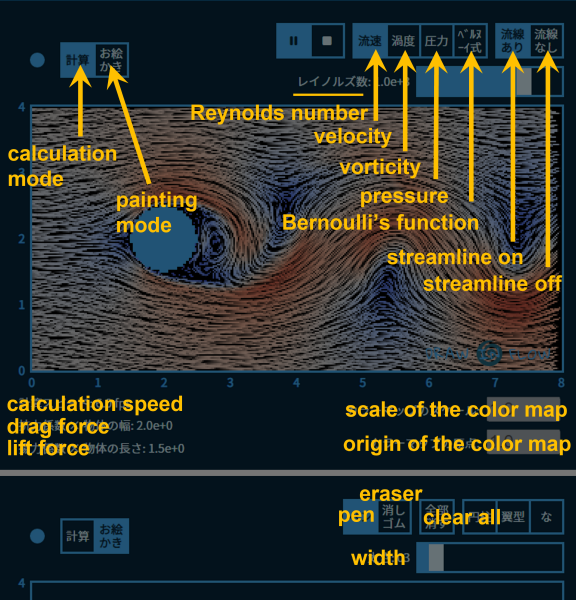 計算
お絵
かき
流速
渦度
圧力
ﾍﾞﾙﾇ
ｰｲ式
流線
あり
流線
なし
レイノルズ数: 1.0e+3
Reynolds number
velocity
vorticity
pressure
Bernoulli's function
streamline on
streamline off
calculation
mode
painting
mode
4
2
1
0
0 1 2 3 4 5 6 7 8
calculation speed
drag force
の幅: 2.0e+0
lift force
物体の長さ: 1.5e+0
scale of the color map
origin of the color map
計算
お絵
かき
eraser
pen
消し
ゴム
clear all
翼型
な
width
4